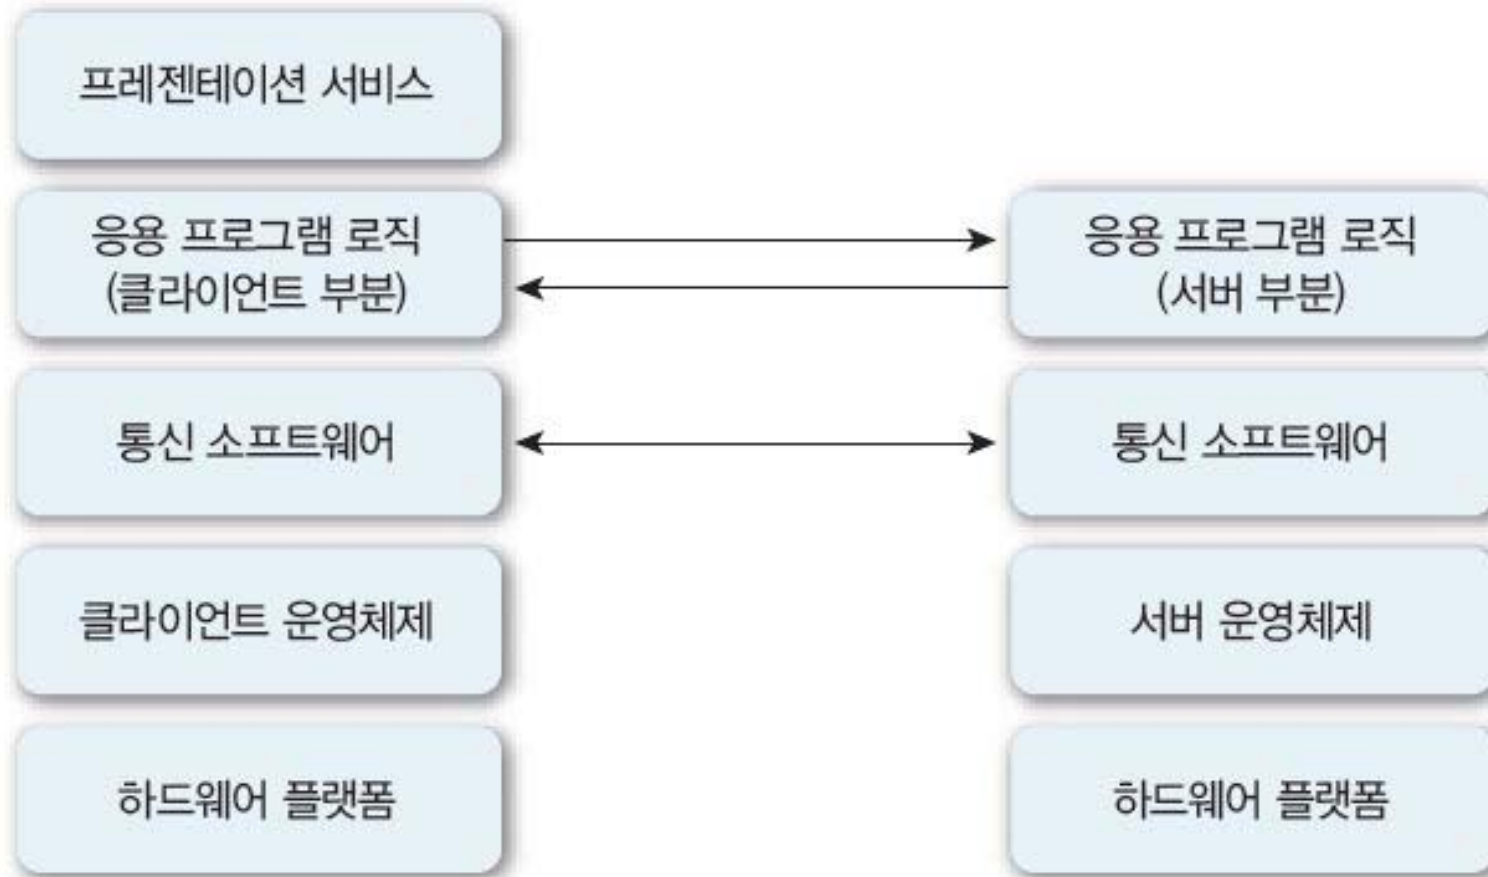 프레젠테이션 서비스
응용 프로그램 로직
(클라이언트 부분)
응용 프로그램 로직
(서버 부분)
통신 소프트웨어
통신 소프트웨어
클라이언트 운영체제
서버 운영체제
하드웨어 플랫폼
하드웨어 플랫폼